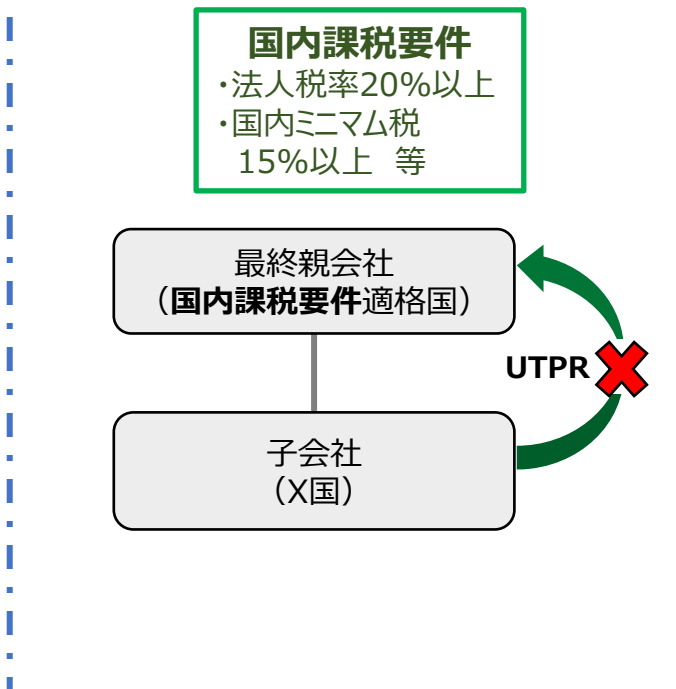 国内課税要件
・法人税率20%以上
・国内ミニマム税
15%以上 等
最終親会社
（国内課税要件適格国）
UTPR
子会社
（X国）